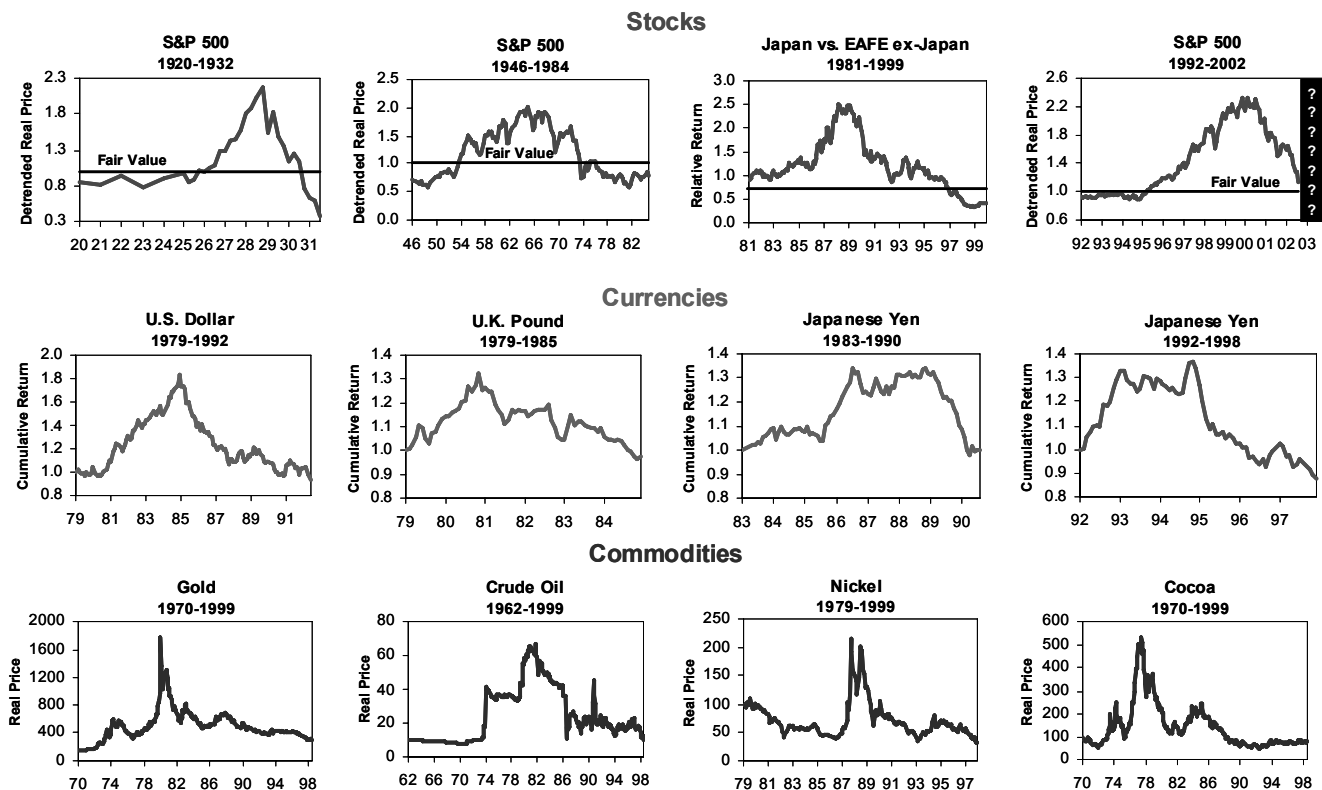 Stocks
S&P 500
1920-1932
Detrended Real Price
2.3
1.8
1.3
0.8
0.3
Fair Value
20 21 22 23 24 25 26 27 28 29 30 31
S&P 500
1946-1984
Detrended Real Price
2.5
2.0
1.5
1.0
0.5
0.0
Fair Value
46 50 54 58 62 66 70 74 78 82
Japan vs. EAFE ex-Japan
1981-1999
Relative Return
3.0
2.5
2.0
1.5
1.0
0.5
0.0
81 83 85 87 89 91 93 95 97 99
S&P 500
1992-2002
Detrended Real Price
2.6
2.2
1.8
1.4
1.0
0.6
Fair Value
92 93 94 95 96 97 98 99 00 01 02 03
?
?
?
?
?
?
?
Currencies
U.S. Dollar
1979-1992
Cumulative Return
2.0
1.8
1.6
1.4
1.2
1.0
0.8
79 81 83 85 87 89 91
U.K. Pound
1979-1985
Cumulative Return
1.4
1.3
1.2
1.1
1.0
0.9
0.8
79 80 81 82 83 84
Japanese Yen
1983-1990
Cumulative Return
1.4
1.3
1.2
1.1
1.0
0.9
0.8
83 84 85 86 87 88 89 90
Japanese Yen
1992-1998
Cumulative Return
1.4
1.3
1.2
1.1
1.0
0.9
0.8
92 93 94 95 96 97
Commodities
Gold
1970-1999
Real Price
2000
1600
1200
800
400
0
70 74 78 82 86 90 94 98
Crude Oil
1962-1999
Real Price
80
60
40
20
0
62 66 70 74 78 82 86 90 94 98
Nickel
1979-1999
Real Price
250
200
150
100
50
0
79 81 83 85 87 89 91 93 95 97
Cocoa
1970-1999
Real Price
600
500
400
300
200
100
0
70 74 78 82 86 90 94 98